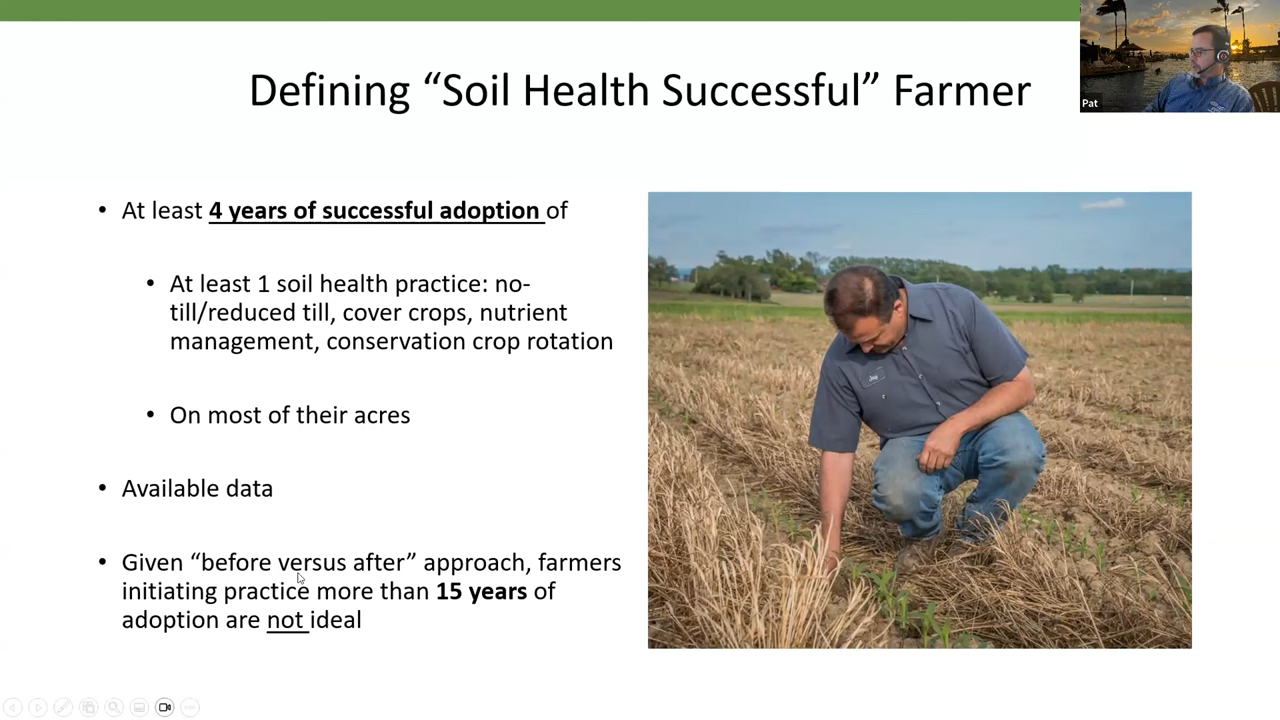 Defining “Soil Health Successful” Farmer
Pat
• At least 4 years of successful adoption of
• At least 1 soil health practice: no-
till/reduced till, cover crops, nutrient
management, conservation crop rotation
• On most of their acres
• Available data
• Given “before versus after” approach, farmers
initiating practice more than 15 years of
adoption are not ideal